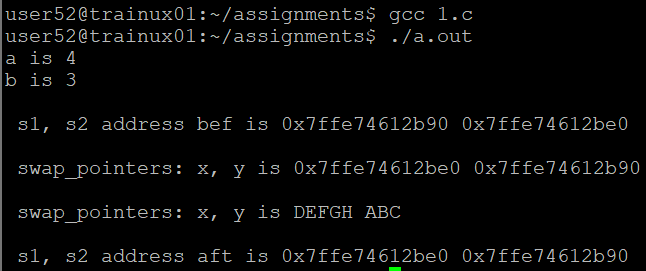 user52@trainux01:~/assignments$ gcc 1.c
user52@trainux01:~/assignments$ ./a.out
a is 4
b is 3
s1, s2 address bef is 0x7ffe74612b90 0x7ffe74612be0
swap_pointers: x, y is 0x7ffe74612be0 0x7ffe74612b90
swap_pointers: x, y is DEFGH ABC
s1, s2 address aft is 0x7ffe74612be0 0x7ffe74612b90